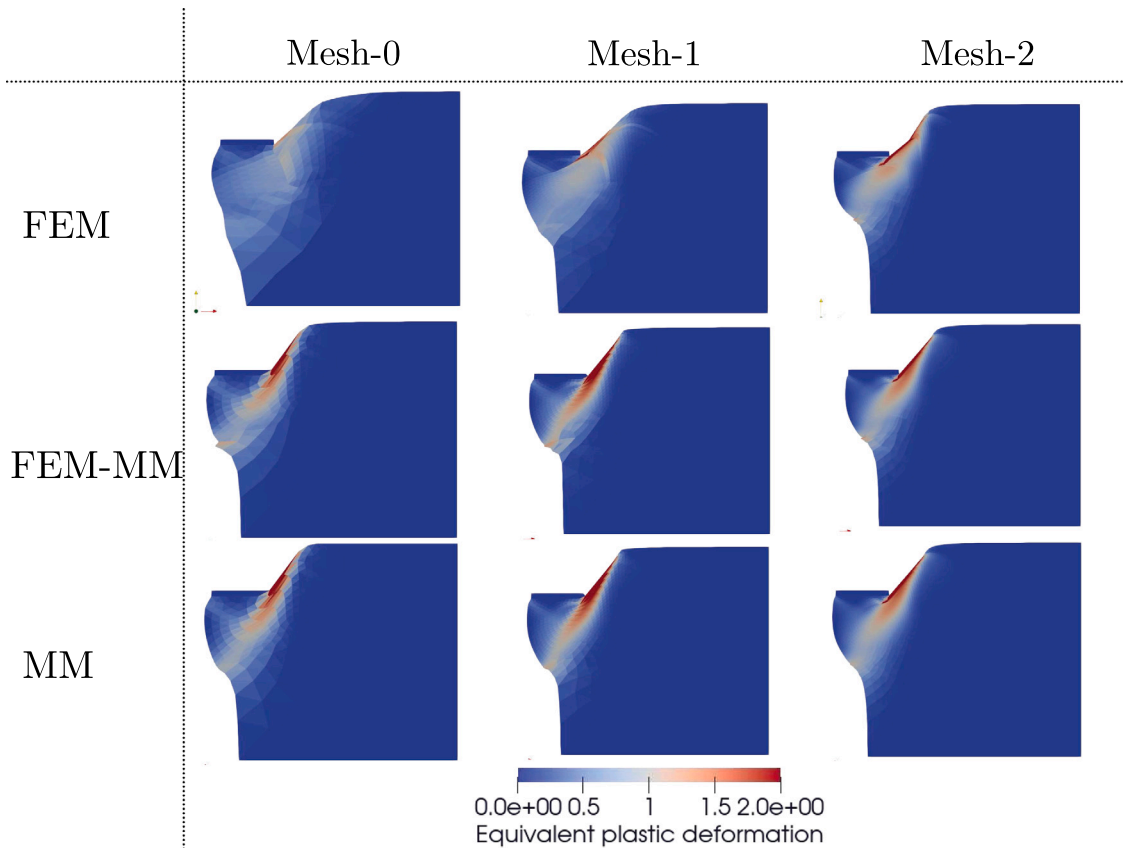 Mesh-0 Mesh-1 Mesh-2
FEM
FEM-MM
MM
0.0e+00 0.5 1 1.5 2.0e+00
Equivalent plastic deformation